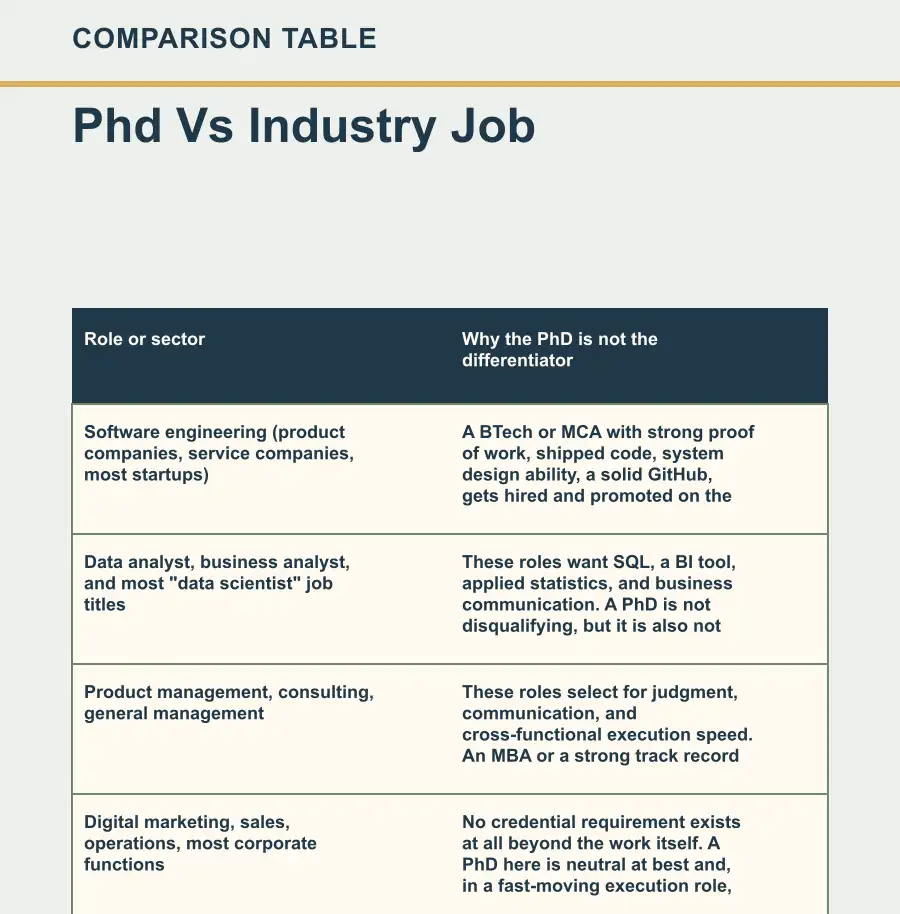 COMPARISON TABLE
Phd Vs Industry Job
Role or sector
Why the PhD is not the
differentiator
Software engineering (product
companies, service companies,
most startups)
A BTech or MCA with strong proof
of work, shipped code, system
design ability, a solid GitHub,
gets hired and promoted on the
Data analyst, business analyst,
and most "data scientist" job
titles
These roles want SQL, a BI tool,
applied statistics, and business
communication. A PhD is not
disqualifying, but it is also not
Product management, consulting,
general management
These roles select for judgment,
communication, and
cross-functional execution speed.
An MBA or a strong track record
Digital marketing, sales,
operations, most corporate
functions
No credential requirement exists
at all beyond the work itself. A
PhD here is neutral at best and,
in a fast-moving execution role,